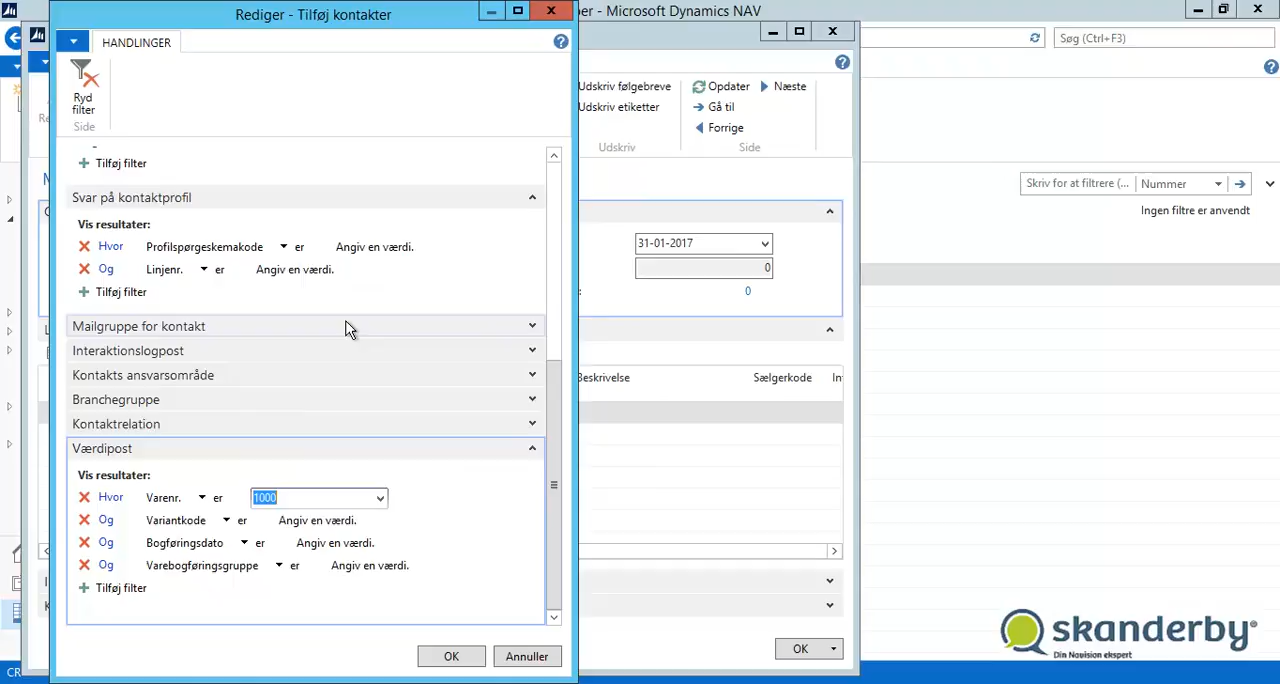 Rediger - Tilføj kontakter
HANDLINGER
Ryd
filter
Side
Tilføj filter
Svar på kontaktprofil
Vis resultater:
Hvor Profilspørgeskemakode er Angiv en værdi.
Og Linjenr. er Angiv en værdi.
Tilføj filter
Mailgruppe for kontakt
Interaktionslogpost
Kontakts ansvarsområde
Branchegruppe
Kontaktrelation
Værdipost
Vis resultater:
Hvor Varenr. er 1000
Og Variantkode er Angiv en værdi.
Og Bogføringsdato er Angiv en værdi.
Og Varebogføringsgruppe er Angiv en værdi.
Tilføj filter
OK Annuller
- Microsoft Dynamics NAV
Søg (Ctrl+F3)
Udskriv følgebreve
Udskriv etiketter
Udskriv
Opdater Næste
Gå til
Forrige
Side
Skriv for at filtrere (... Nummer
Ingen filtre er anvendt
31-01-2017
0
0
Beskrivelse Sælgerkode
OK
skanderby®
Din Navision ekspert